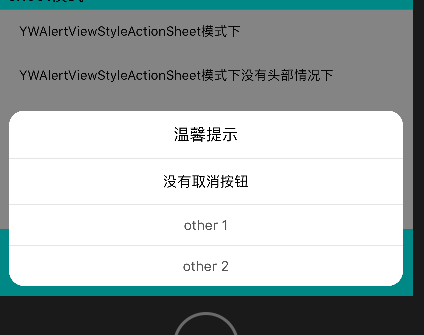 YWAlertViewStyleActionSheet模式下
YWAlertViewStyleActionSheet模式下没有头部情况下
温馨提示
没有取消按钮
other 1
other 2